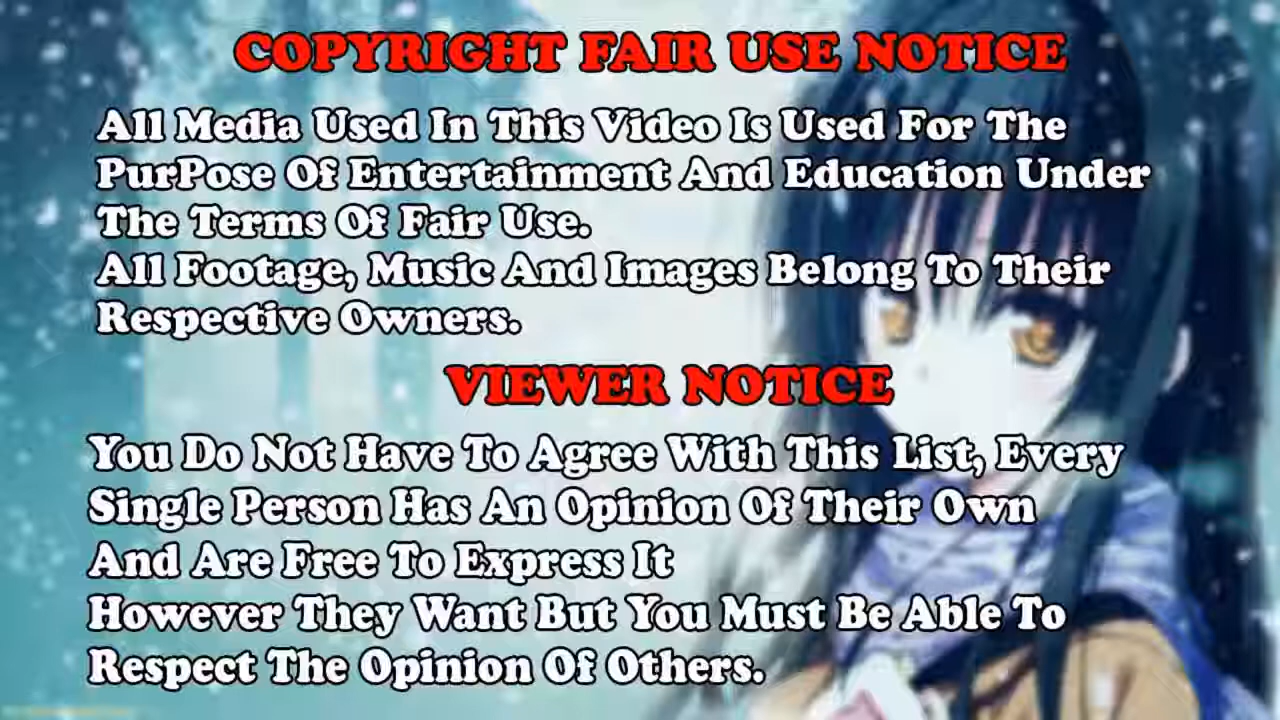 COPYRIGHT FAIR USE NOTICE
All Media Used In This Video Is Used For The
PurPose Of Entertainment And Education Under
The Terms Of Fair Use.
All Footage, Music And Images Belong To Their
Respective Owners.
VIEWER NOTICE
You Do Not Have To Agree With This List, Every
Single Person Has An Opinion Of Their Own
And Are Free To Express It
However They Want But You Must Be Able To
Respect The Opinion Of Others.